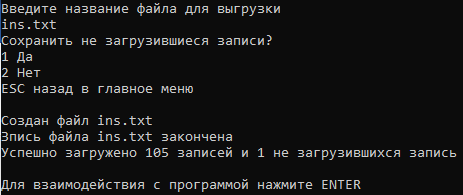 Введите название файла для выгрузки
ins.txt
Сохранить не загрузившиеся записи?
1 Да
2 Нет
ESC назад в главное меню
Создан файл ins.txt
Зпись файла ins.txt закончена
Успешно загружено 105 записей и 1 не загрузившихся запись
Для взаимодействия с программой нажмите ENTER